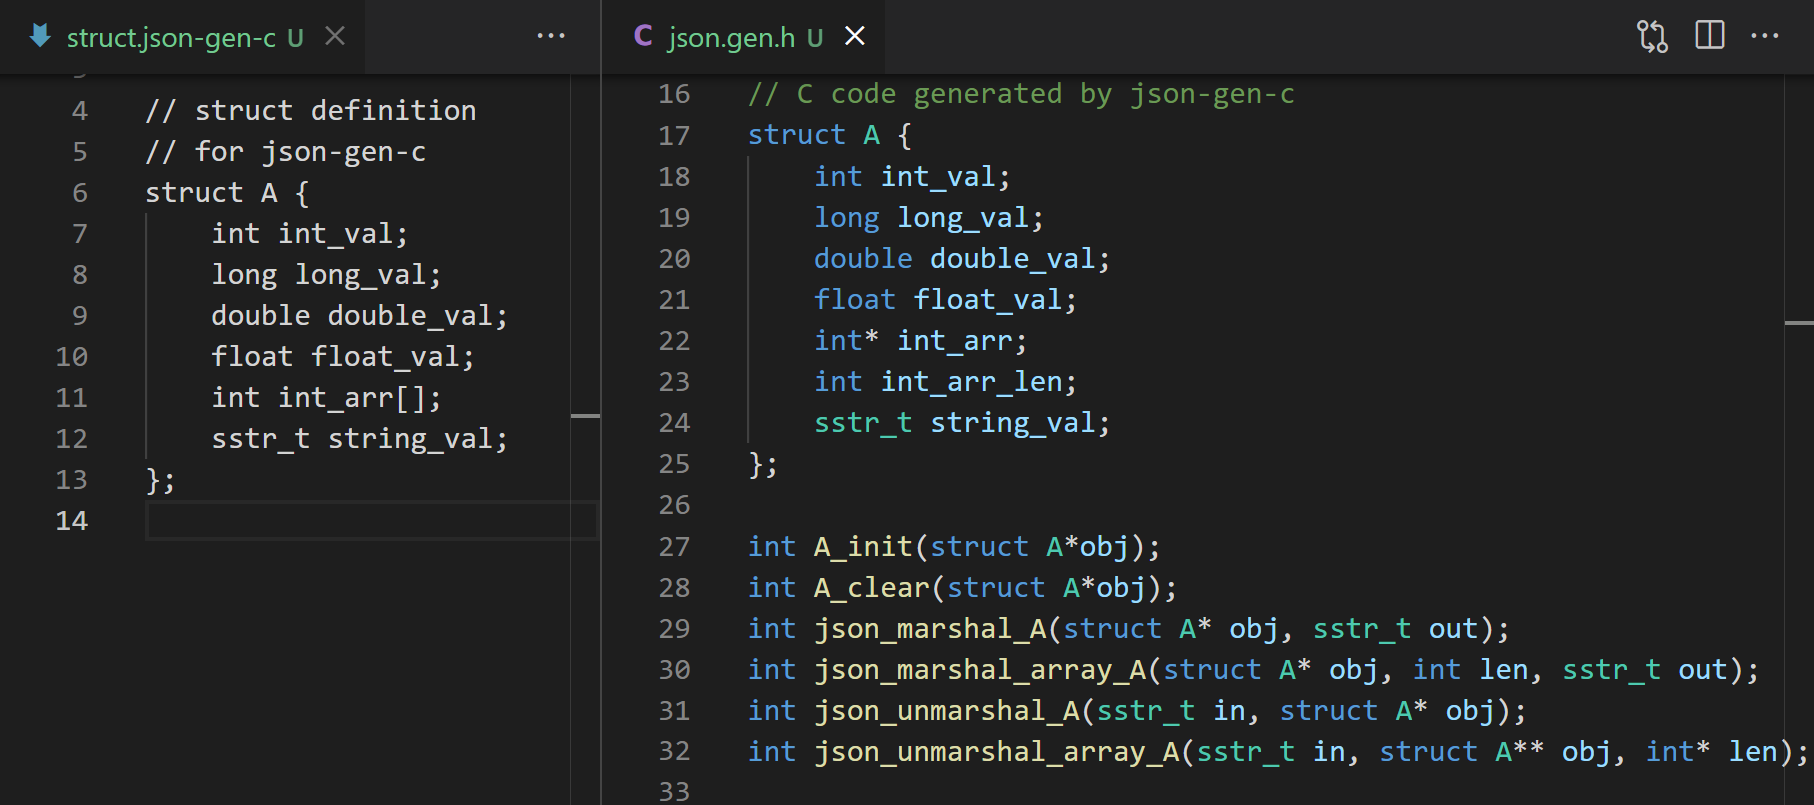 struct.json-gen-c U
4 // struct definition
5 // for json-gen-c
6 struct A {
7     int int_val;
8     long long_val;
9     double double_val;
10     float float_val;
11     int int_arr[];
12     sstr_t string_val;
13 };
14
C json.gen.h U
16 // C code generated by json-gen-c
17 struct A {
18     int int_val;
19     long long_val;
20     double double_val;
21     float float_val;
22     int* int_arr;
23     int int_arr_len;
24     sstr_t string_val;
25 };
26
27 int A_init(struct A*obj);
28 int A_clear(struct A*obj);
29 int json_marshal_A(struct A* obj, sstr_t out);
30 int json_marshal_array_A(struct A* obj, int len, sstr_t out);
31 int json_unmarshal_A(sstr_t in, struct A* obj);
32 int json_unmarshal_array_A(sstr_t in, struct A** obj, int* len);
33